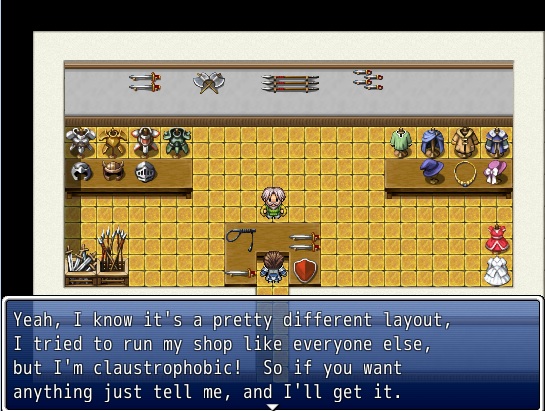 Yeah, I know it's a pretty different layout,
I tried to run my shop like everyone else,
but I'm claustrophobic!  So if you want
anything just tell me, and I'll get it.